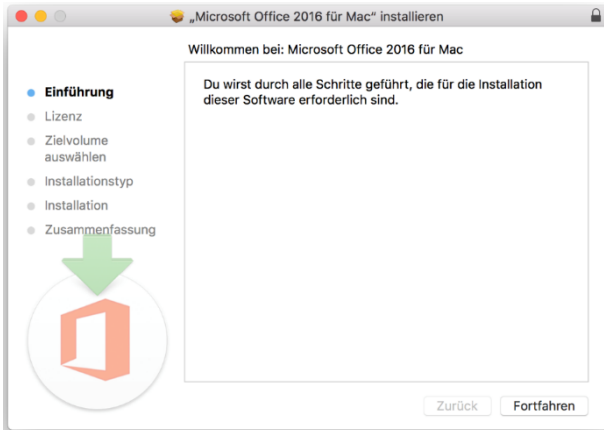 „Microsoft Office 2016 für Mac“ installieren
Willkommen bei: Microsoft Office 2016 für Mac
Einführung
Lizenz
Zielvolume
auswählen
Installationstyp
Installation
Zusammenfassung
Du wirst durch alle Schritte geführt, die für die Installation
dieser Software erforderlich sind.
Zurück
Fortfahren